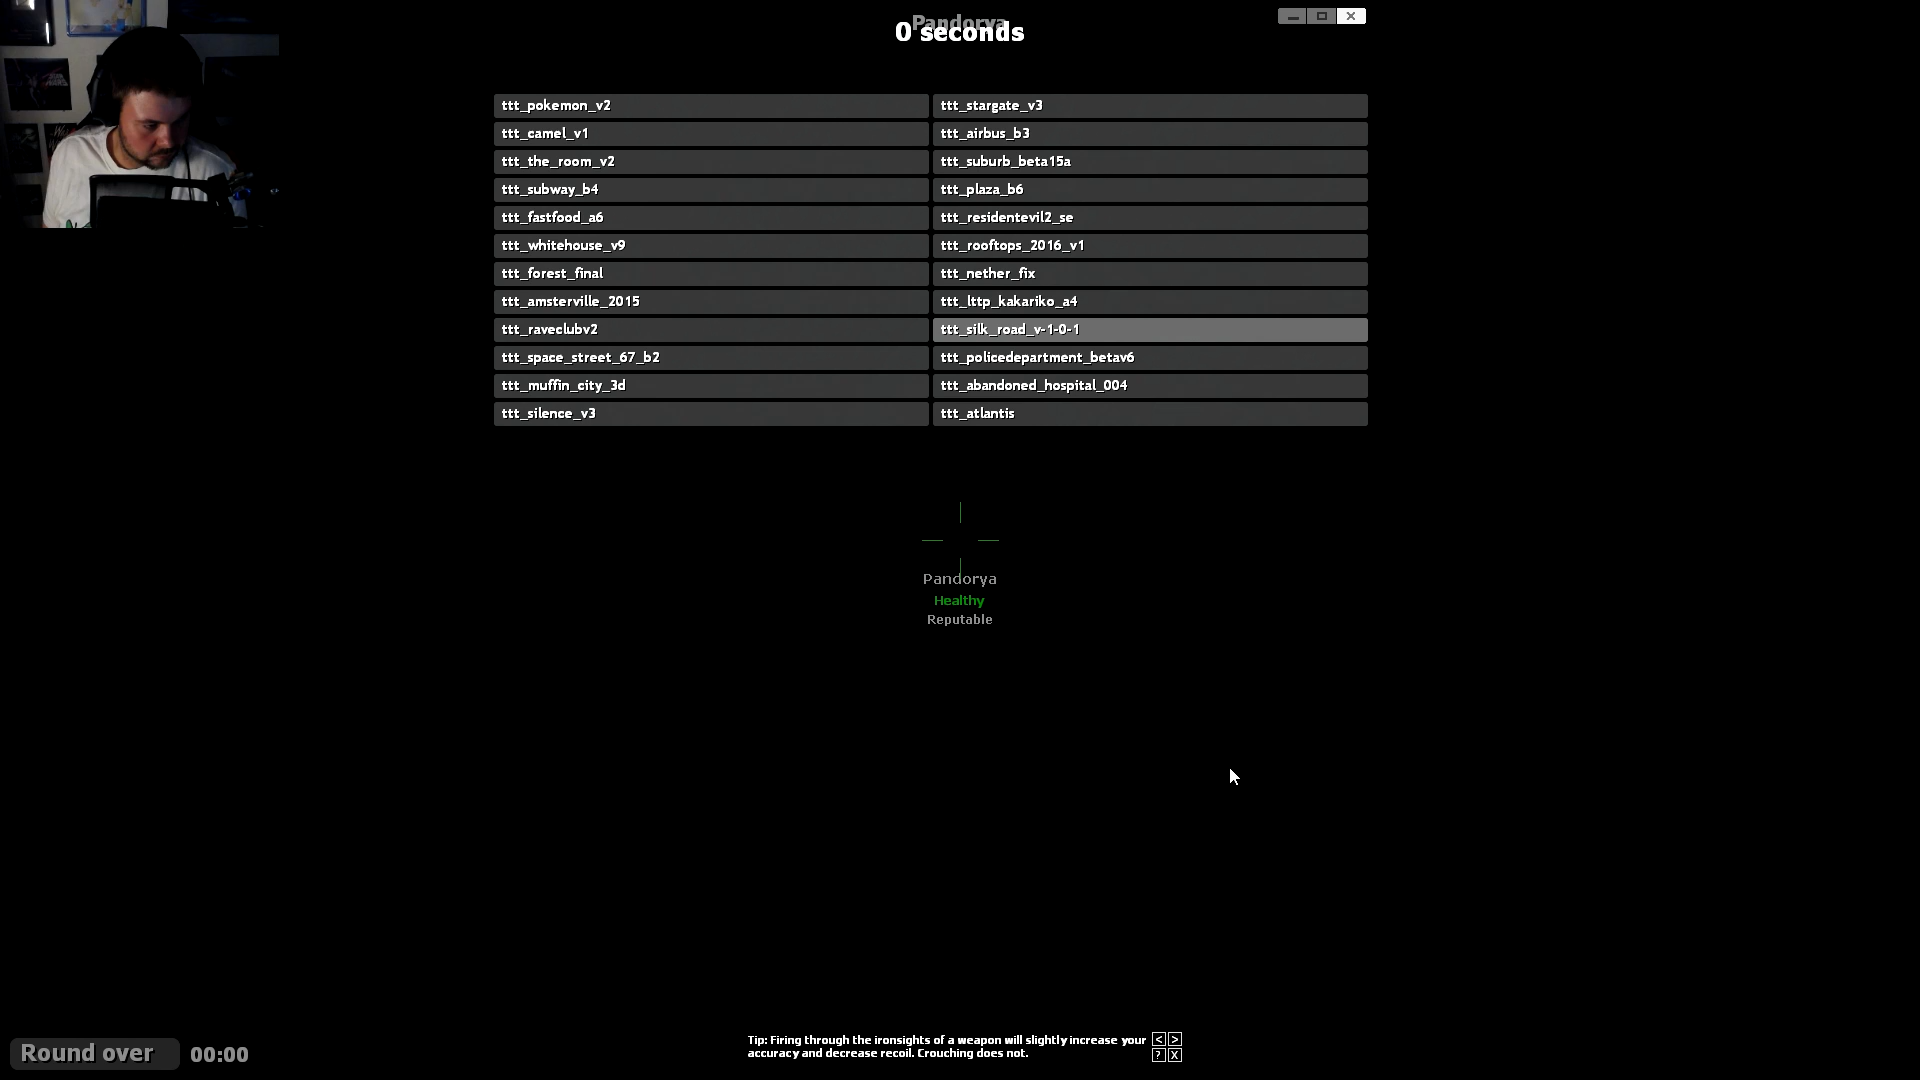 Pandorya
0 seconds
ttt_pokemon_v2
ttt_stargate_v3
ttt_camel_v1
ttt_airbus_b3
ttt_the_room_v2
ttt_suburb_beta15a
ttt_subway_b4
ttt_plaza_b6
ttt_fastfood_a6
ttt_residentevil2_se
ttt_whitehouse_v9
ttt_rooftops_2016_v1
ttt_forest_final
ttt_nether_fix
ttt_amsterville_2015
ttt_lttp_kakariko_a4
ttt_raveclubv2
ttt_silk_road_v-1-0-1
ttt_space_street_67_b2
ttt_policedepartment_betav6
ttt_muffin_city_3d
ttt_abandoned_hospital_004
ttt_silence_v3
ttt_atlantis
Pandorya
Healthy
Reputable
Tip: Firing through the ironsights of a weapon will slightly increase your
accuracy and decrease recoil. Crouching does not.
< >
? X
Round over 00:00